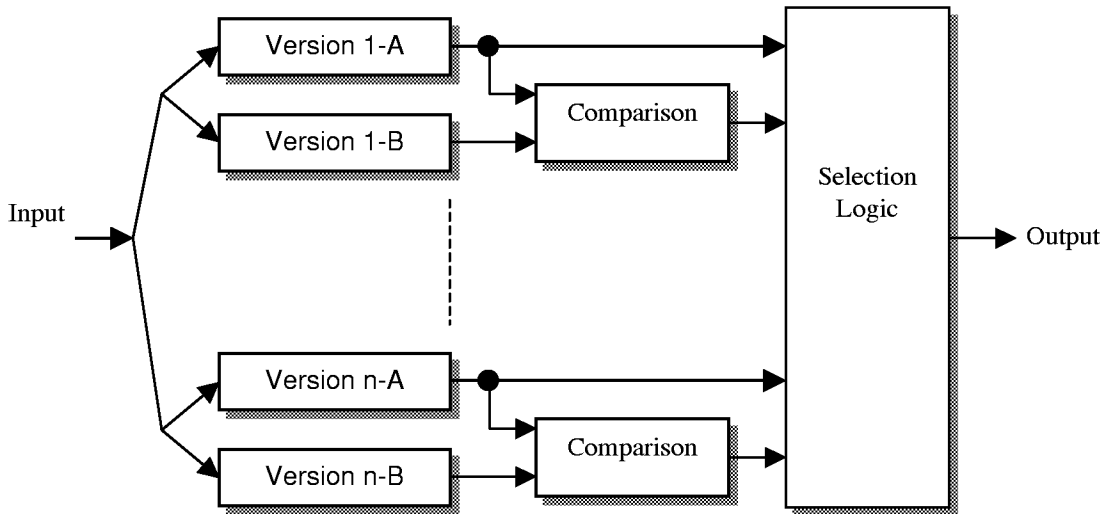 Version 1-A
Comparison
Version 1-B
Selection
Logic
Input
Output
Version n-A
Comparison
Version n-B